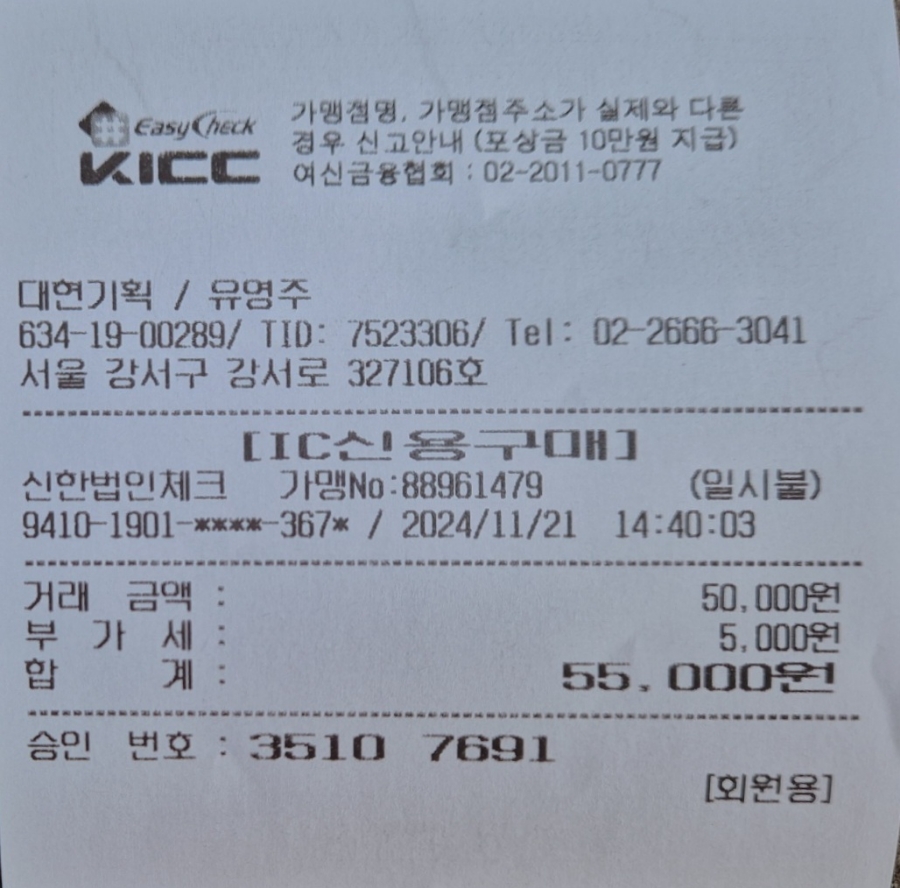 EasyCheck
KICC
가맹점명, 가맹점주소가 실제와 다른
경우 신고안내 (포상금 10만원 지급)
여신금융협회 : 02-2011-0777
대현기획 / 유영주
634-19-00289/ TID: 7523306/ Tel: 02-2666-3041
서울 강서구 강서로 327106호
[IC신용구매]
신한법인체크 가맹No:88961479 (일시불)
9410-1901-****-367* / 2024/11/21 14:40:03
거래 금액 : 50,000원
부 가 세 : 5,000원
합 계 : 55,000원
승인 번호 : 3510 7691
[회원용]